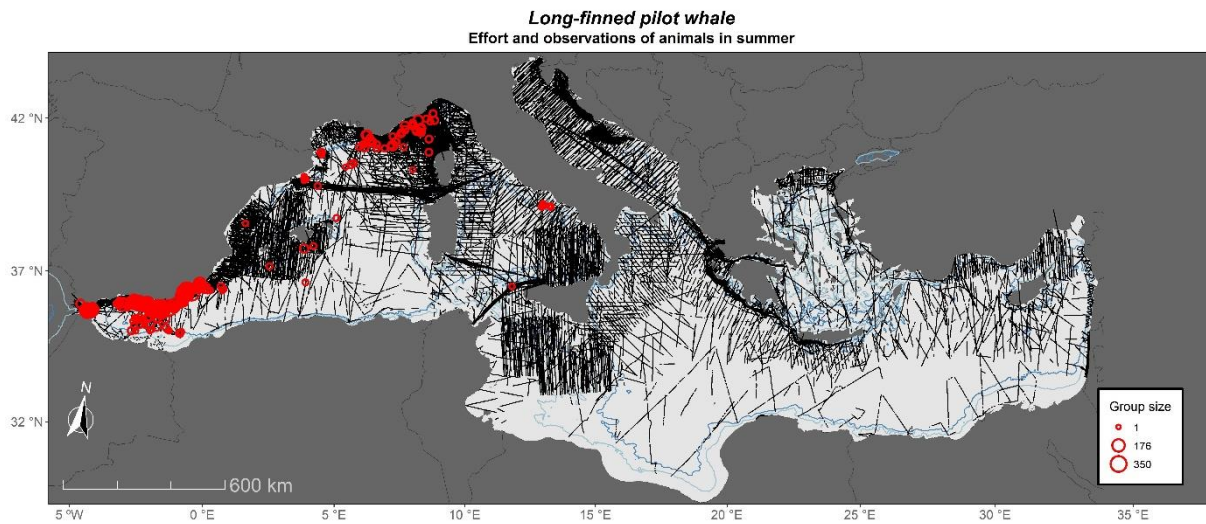 Long-finned pilot whale
Effort and observations of animals in summer
42 °N
37 °N
32 °N
N
600 km
Group size
1
176
350
5 °W
0 °E
5 °E
10 °E
15 °E
20 °E
25 °E
30 °E
35 °E